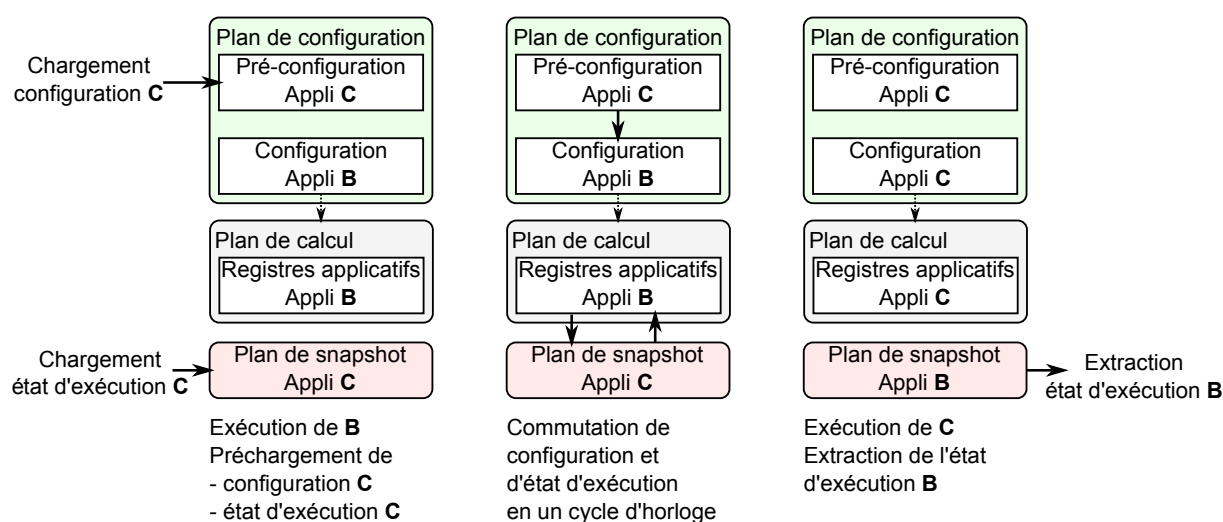 Chargement
configuration C
Plan de configuration
Pré-configuration
Appli C
Configuration
Appli B
Plan de calcul
Registres applicatifs
Appli B
Chargement
état d'exécution C
Plan de snapshot
Appli C
Exécution de B
Préchargement de
- configuration C
- état d'exécution C
Plan de configuration
Pré-configuration
Appli C
Configuration
Appli B
Plan de calcul
Registres applicatifs
Appli B
Plan de snapshot
Appli C
Commutation de
configuration et
d'état d'exécution
en un cycle d'horloge
Plan de configuration
Pré-configuration
Appli C
Configuration
Appli C
Plan de calcul
Registres applicatifs
Appli C
Plan de snapshot
Appli B
Extraction
état d'exécution B
Exécution de C
Extraction de l'état
d'exécution B